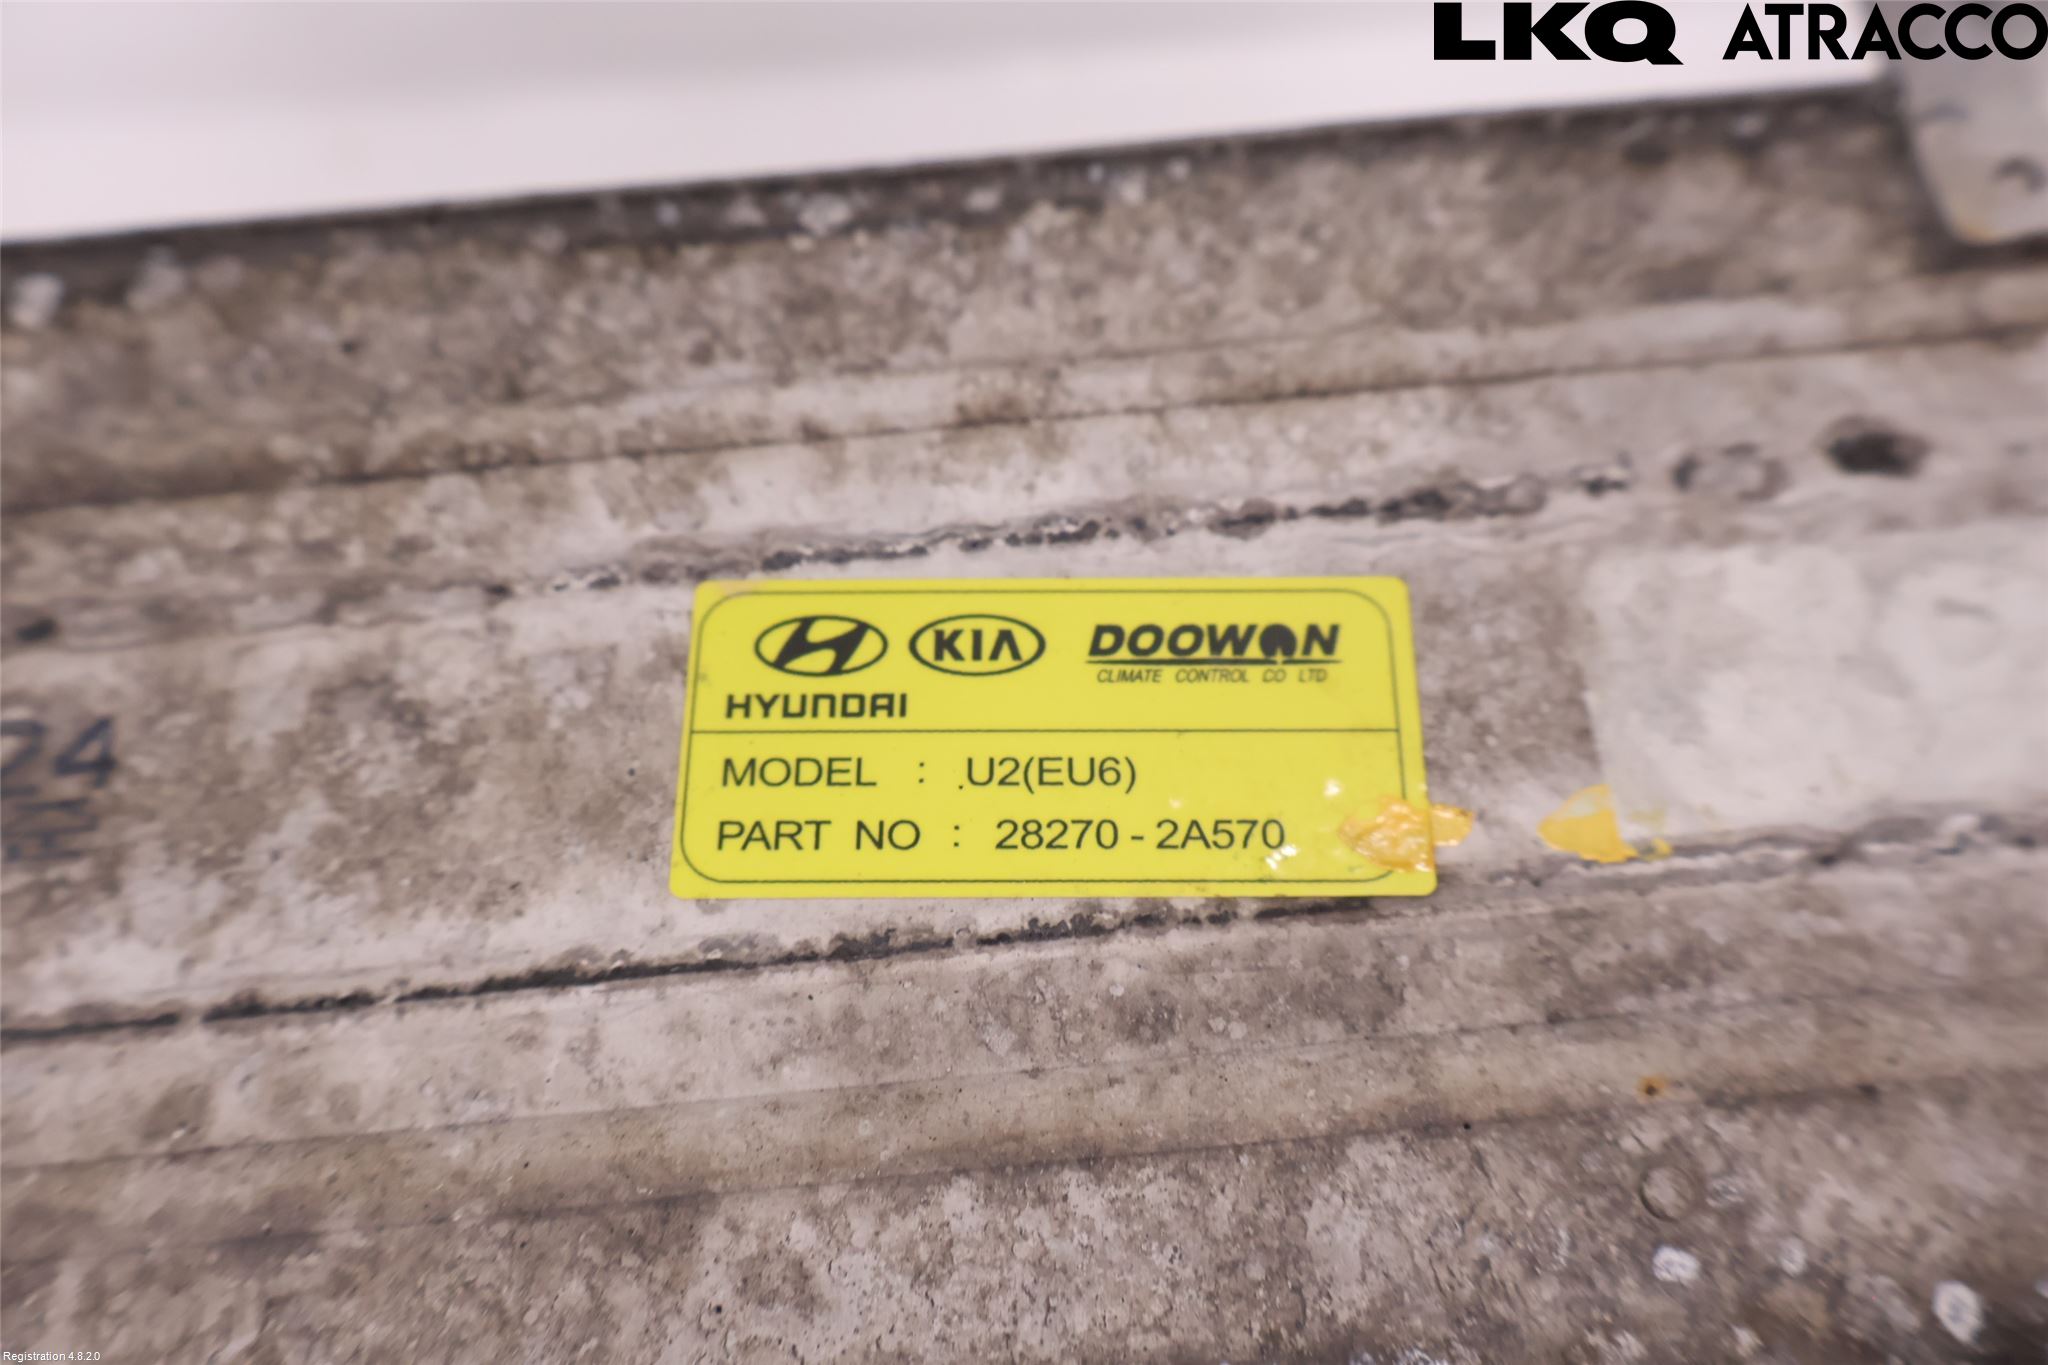 LKQ ATRACCO
KIA DOOWON
CLIMATE CONTROL CO LTD
HYUNDAI
MODEL : U2(EU6)
PART NO : 28270-2A570
24
Registration 4.8.2.0